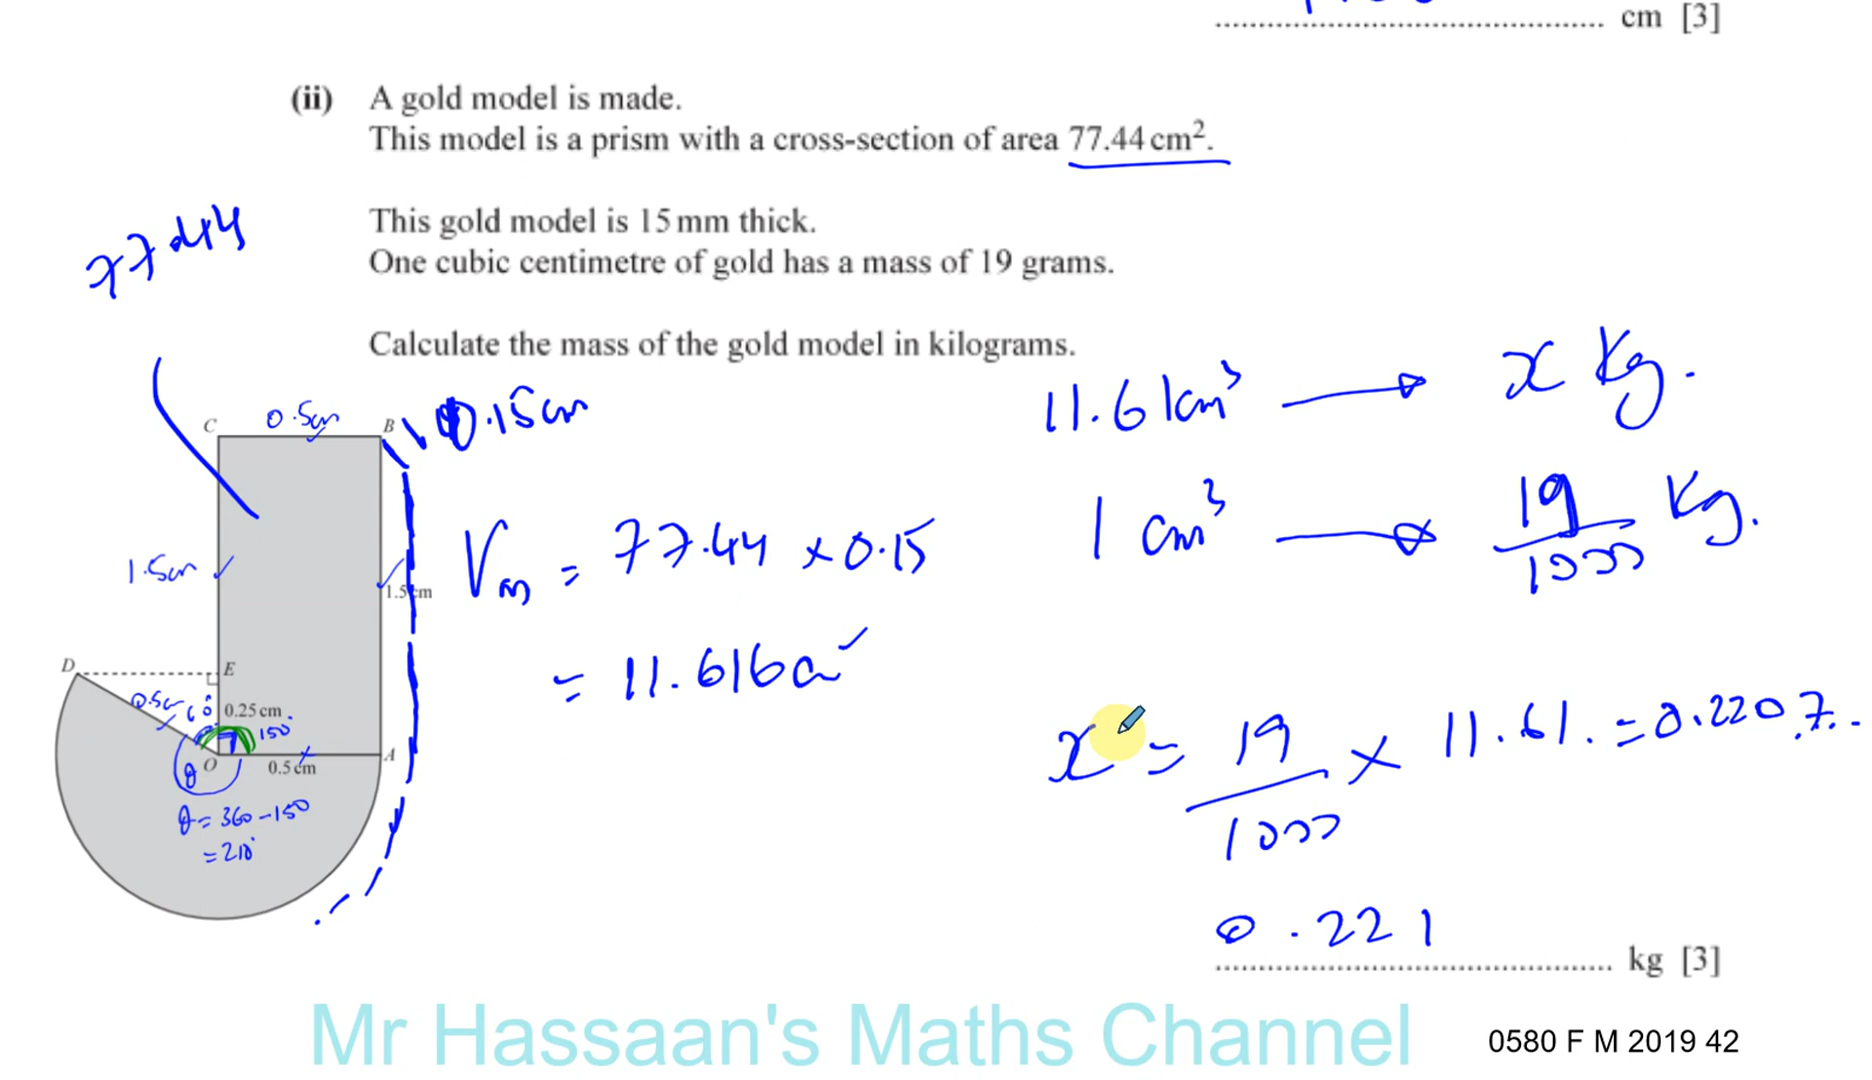 cm [3]
(ii) A gold model is made.
This model is a prism with a cross-section of area 77.44 cm².
77.44
This gold model is 15 mm thick.
One cubic centimetre of gold has a mass of 19 grams.
Calculate the mass of the gold model in kilograms.
11.61cm³ → x Kg.
C 0.5cm B 0.15cm
1 cm³ → 19/1000 Kg.
Vm = 77.44 × 0.15
1.5cm 1.5cm
= 11.616
D E
0.5cm 60° 0.25 cm
150°
θ O 0.5 cm A
x = 19/1000 × 11.61. = 0.2207..
θ = 360 - 150
= 210°
0.221
kg [3]
Mr Hassaan's Maths Channel
0580 F M 2019 42